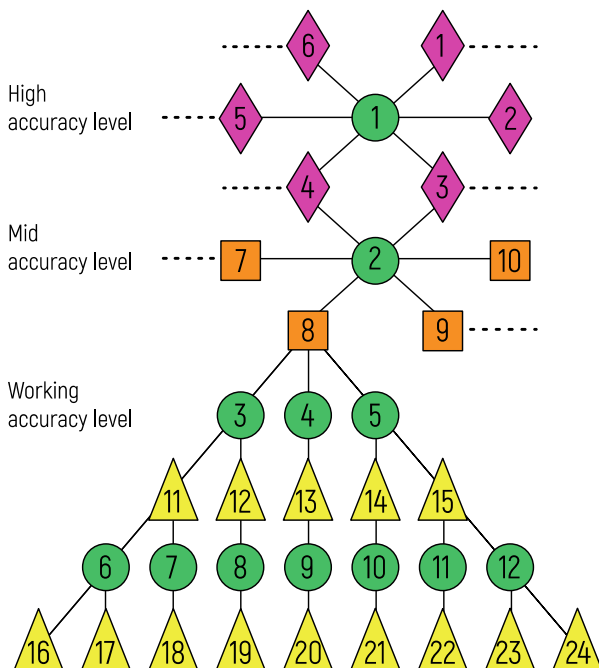 6 1
High
accuracy level
5 1 2
4 3
Mid
accuracy level
7 2 10
8 9
Working
accuracy level
3 4 5
11 12 13 14 15
6 7 8 9 10 11 12
16 17 18 19 20 21 22 23 24